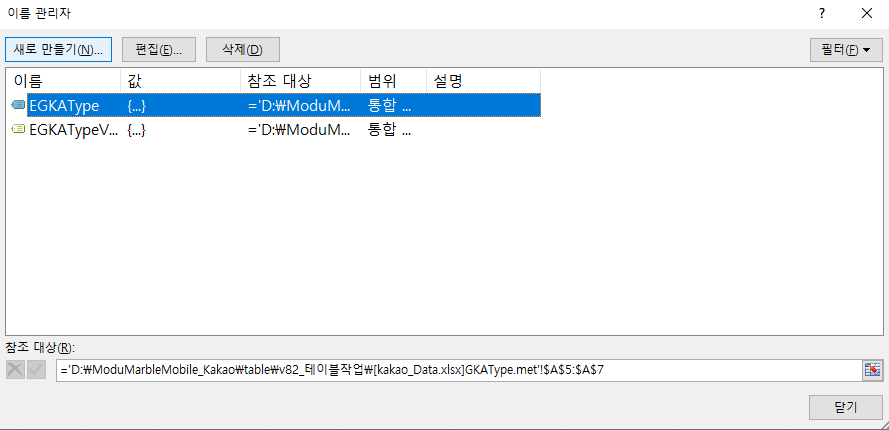 이름 관리자 ?
새로 만들기(N)... 편집(E)... 삭제(D) 필터(F)
이름 값 참조 대상 범위 설명
EGKAType {...} ='D:₩ModuM... 통합 ...
EGKATypeV... {...} ='D:₩ModuM... 통합 ...
참조 대상(R):
='D:₩ModuMarbleMobile_Kakao₩table₩v82_테이블작업₩[kakao_Data.xlsx]GKAType.met'!$A$5:$A$7
닫기